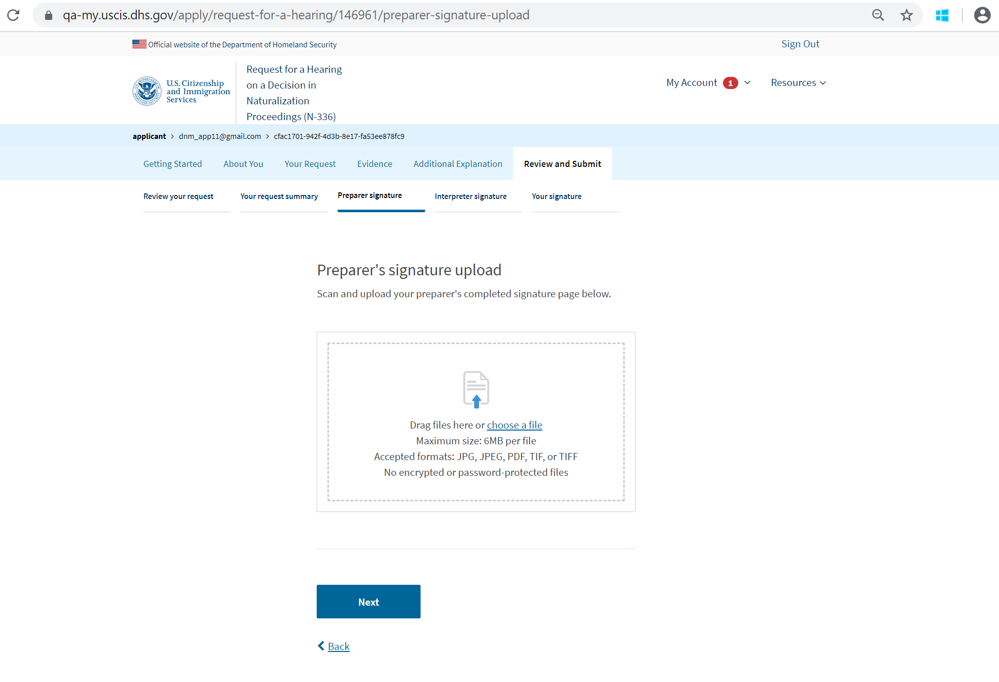 qa-my.uscis.dhs.gov/apply/request-for-a-hearing/146961/preparer-signature-upload
Official website of the Department of Homeland Security
Sign Out
U.S. Citizenship
and Immigration
Services
Request for a Hearing
on a Decision in
Naturalization
Proceedings (N-336)
My Account 1
Resources
applicant > dnm_app11@gmail.com > cfac1701-942f-4d3b-8e17-fa53ee878fc9
Getting Started
About You
Your Request
Evidence
Additional Explanation
Review and Submit
Review your request
Your request summary
Preparer signature
Interpreter signature
Your signature
Preparer's signature upload
Scan and upload your preparer's completed signature page below.
Drag files here or choose a file
Maximum size: 6MB per file
Accepted formats: JPG, JPEG, PDF, TIF, or TIFF
No encrypted or password-protected files
Next
Back